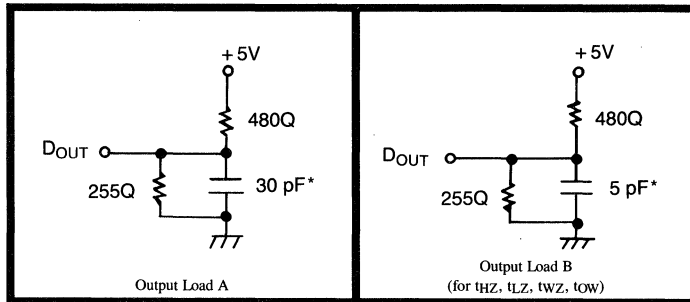 +5V
480Q
DOUT
255Q
30 pF*
Output Load A
+5V
480Q
DOUT
255Q
5 pF*
Output Load B
(for tHZ, tLZ, tWZ, tOW)